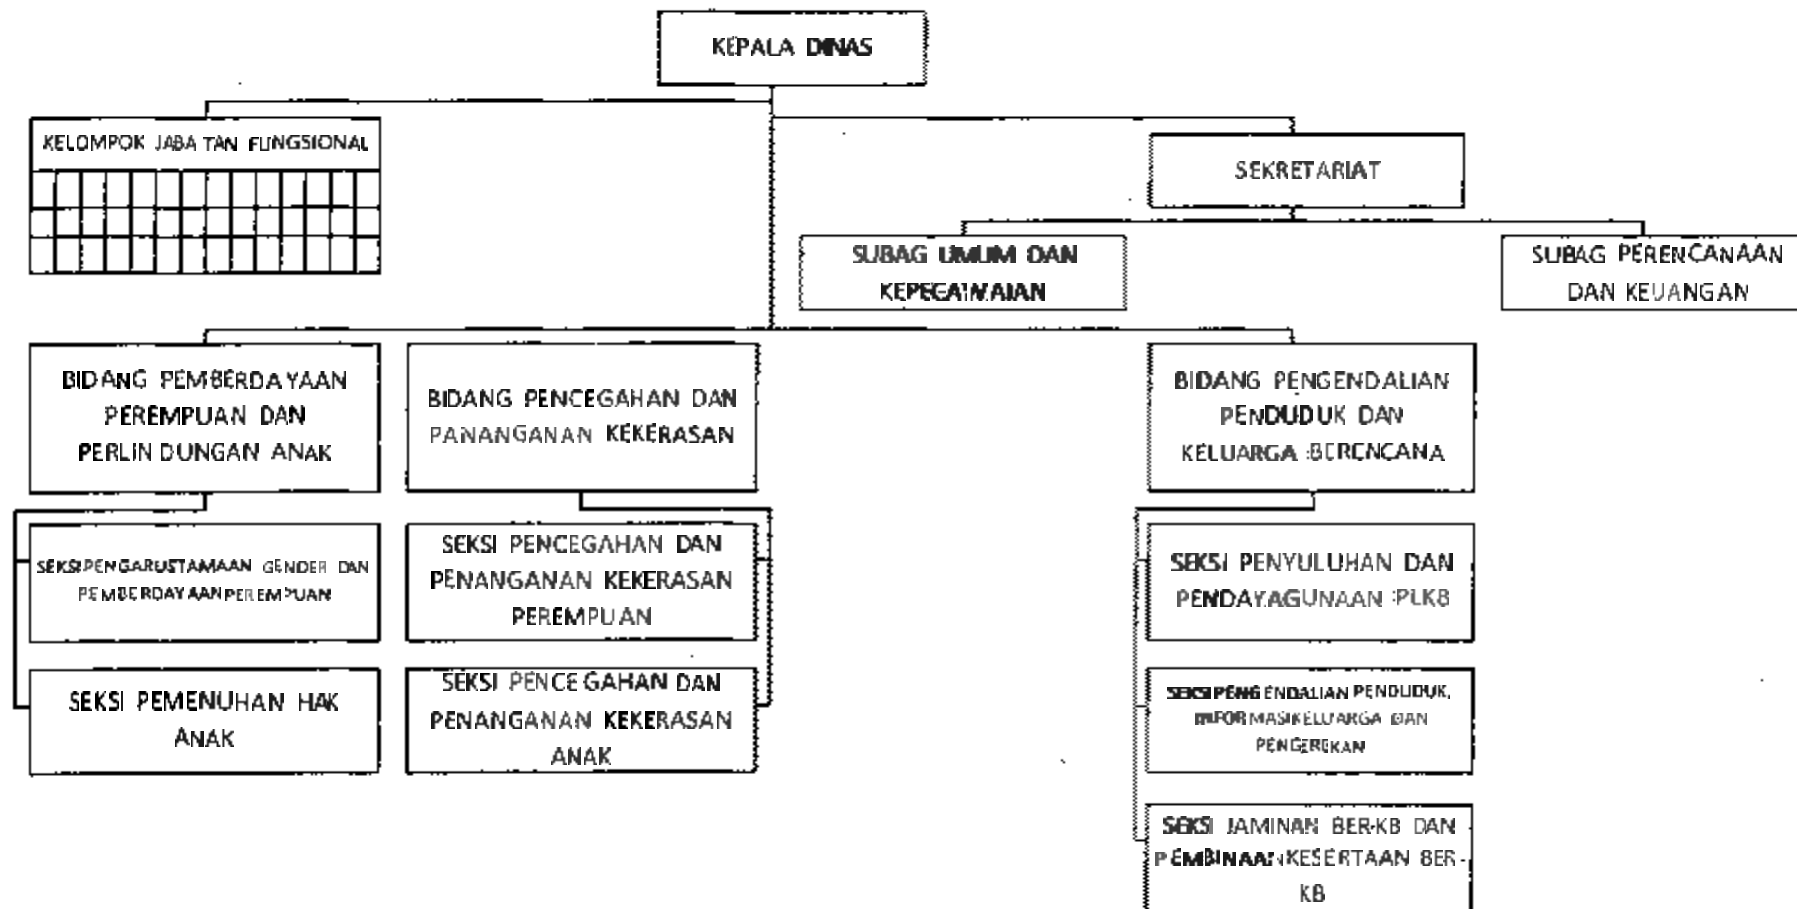 KEPALA DINAS
KELOMPOK JABATAN FUNGSIONAL
SEKRETARIAT
SUBAG UMUM DAN
KEPEGAWAIAN
SUBAG PERENCANAAN
DAN KEUANGAN
BIDANG PEMBERDAYAAN
PEREMPUAN DAN
PERLINDUNGAN ANAK
BIDANG PENCEGAHAN DAN
PANANGANAN KEKERASAN
BIDANG PENGENDALIAN
PENDUDUK DAN
KELUARGA BERENCANA
SEKSI PENGARUSTAMAAN GENDER DAN
PEMBERDAYAAN PEREMPUAN
SEKSI PENCEGAHAN DAN
PENANGANAN KEKERASAN
PEREMPUAN
SEKSI PENYULUHAN DAN
PENDAYAGUNAAN PLKB
SEKSI PEMENUHAN HAK
ANAK
SEKSI PENCEGAHAN DAN
PENANGANAN KEKERASAN
ANAK
SEKSI PENGENDALIAN PENDUDUK,
INFORMASI KELUARGA DAN
PENGEREKAN
SEKSI JAMINAN BER-KB DAN
PEMBINAAN KESERTAAN BER-
KB